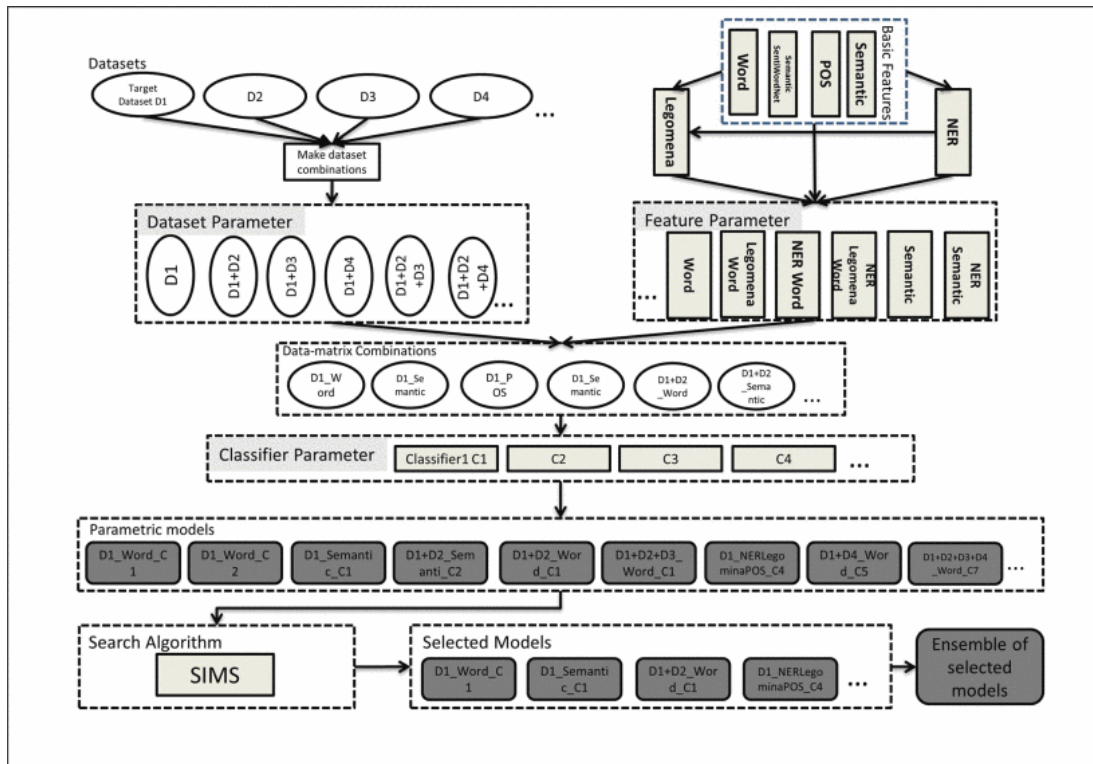 Datasets
Target
Dataset D1
D2
D3
D4
...
Make dataset
combinations
Basic Features
Word
Semantic
SentiWordNet
POS
Semantic
Legomena
NER
Dataset Parameter
D1
D1+D2
D1+D3
D1+D4
D1+D2
+D3
D1+D2
+D4
...
Feature Parameter
...
Word
Legomena
Word
NER Word
NER
Legomena
Word
Semantic
NER
Semantic
Data-matrix Combinations
D1_W
ord
D1_Se
mantic
D1_P
OS
D1_Se
mantic
D1+D2
_Word
D1+D2
_Sema
ntic
...
Classifier Parameter
Classifier1 C1
C2
C3
C4
...
Parametric models
D1_Word_C
1
D1_Word_C
2
D1_Semanti
c_C1
D1+D2_Sem
anti_C2
D1+D2_Wor
d_C1
D1+D2+D3_
Word_C1
D1_NERLego
minaPOS_C4
D1+D4_Wo
rd_C5
D1+D2+D3+D4
_Word_C7
...
Search Algorithm
SIMS
Selected Models
D1_Word_C
1
D1_Semanti
c_C1
D1+D2_Wor
d_C1
D1_NERLego
minaPOS_C4
...
Ensemble of
selected
models